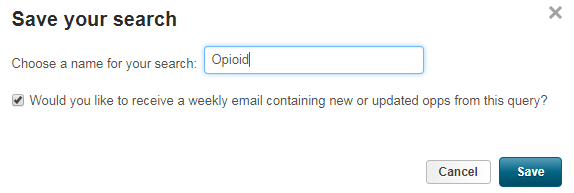 Save your search
Choose a name for your search: Opioid
Would you like to receive a weekly email containing new or updated opps from this query?
Cancel Save